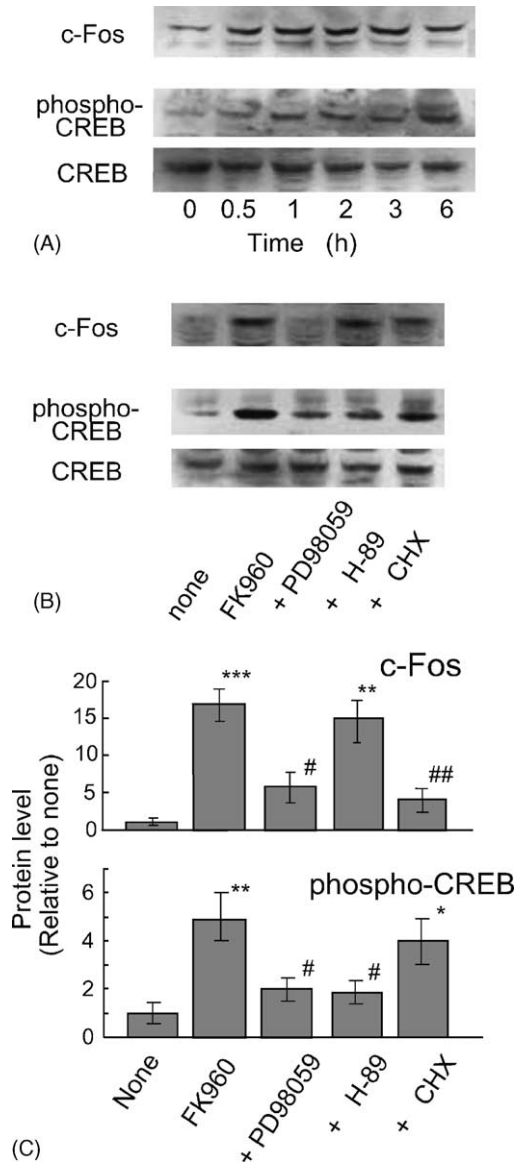 c-Fos
phospho-
CREB
CREB
0 0.5 1 2 3 6
Time (h)
(A)
c-Fos
phospho-
CREB
CREB
none
FK960
+ PD98059
+ H-89
+ CHX
(B)
c-Fos
20
15
10
5
0
***
#
**
##
Protein level
(Relative to none)
phospho-CREB
6
4
2
0
**
#
#
*
None
FK960
+ PD98059
+ H-89
+ CHX
(C)